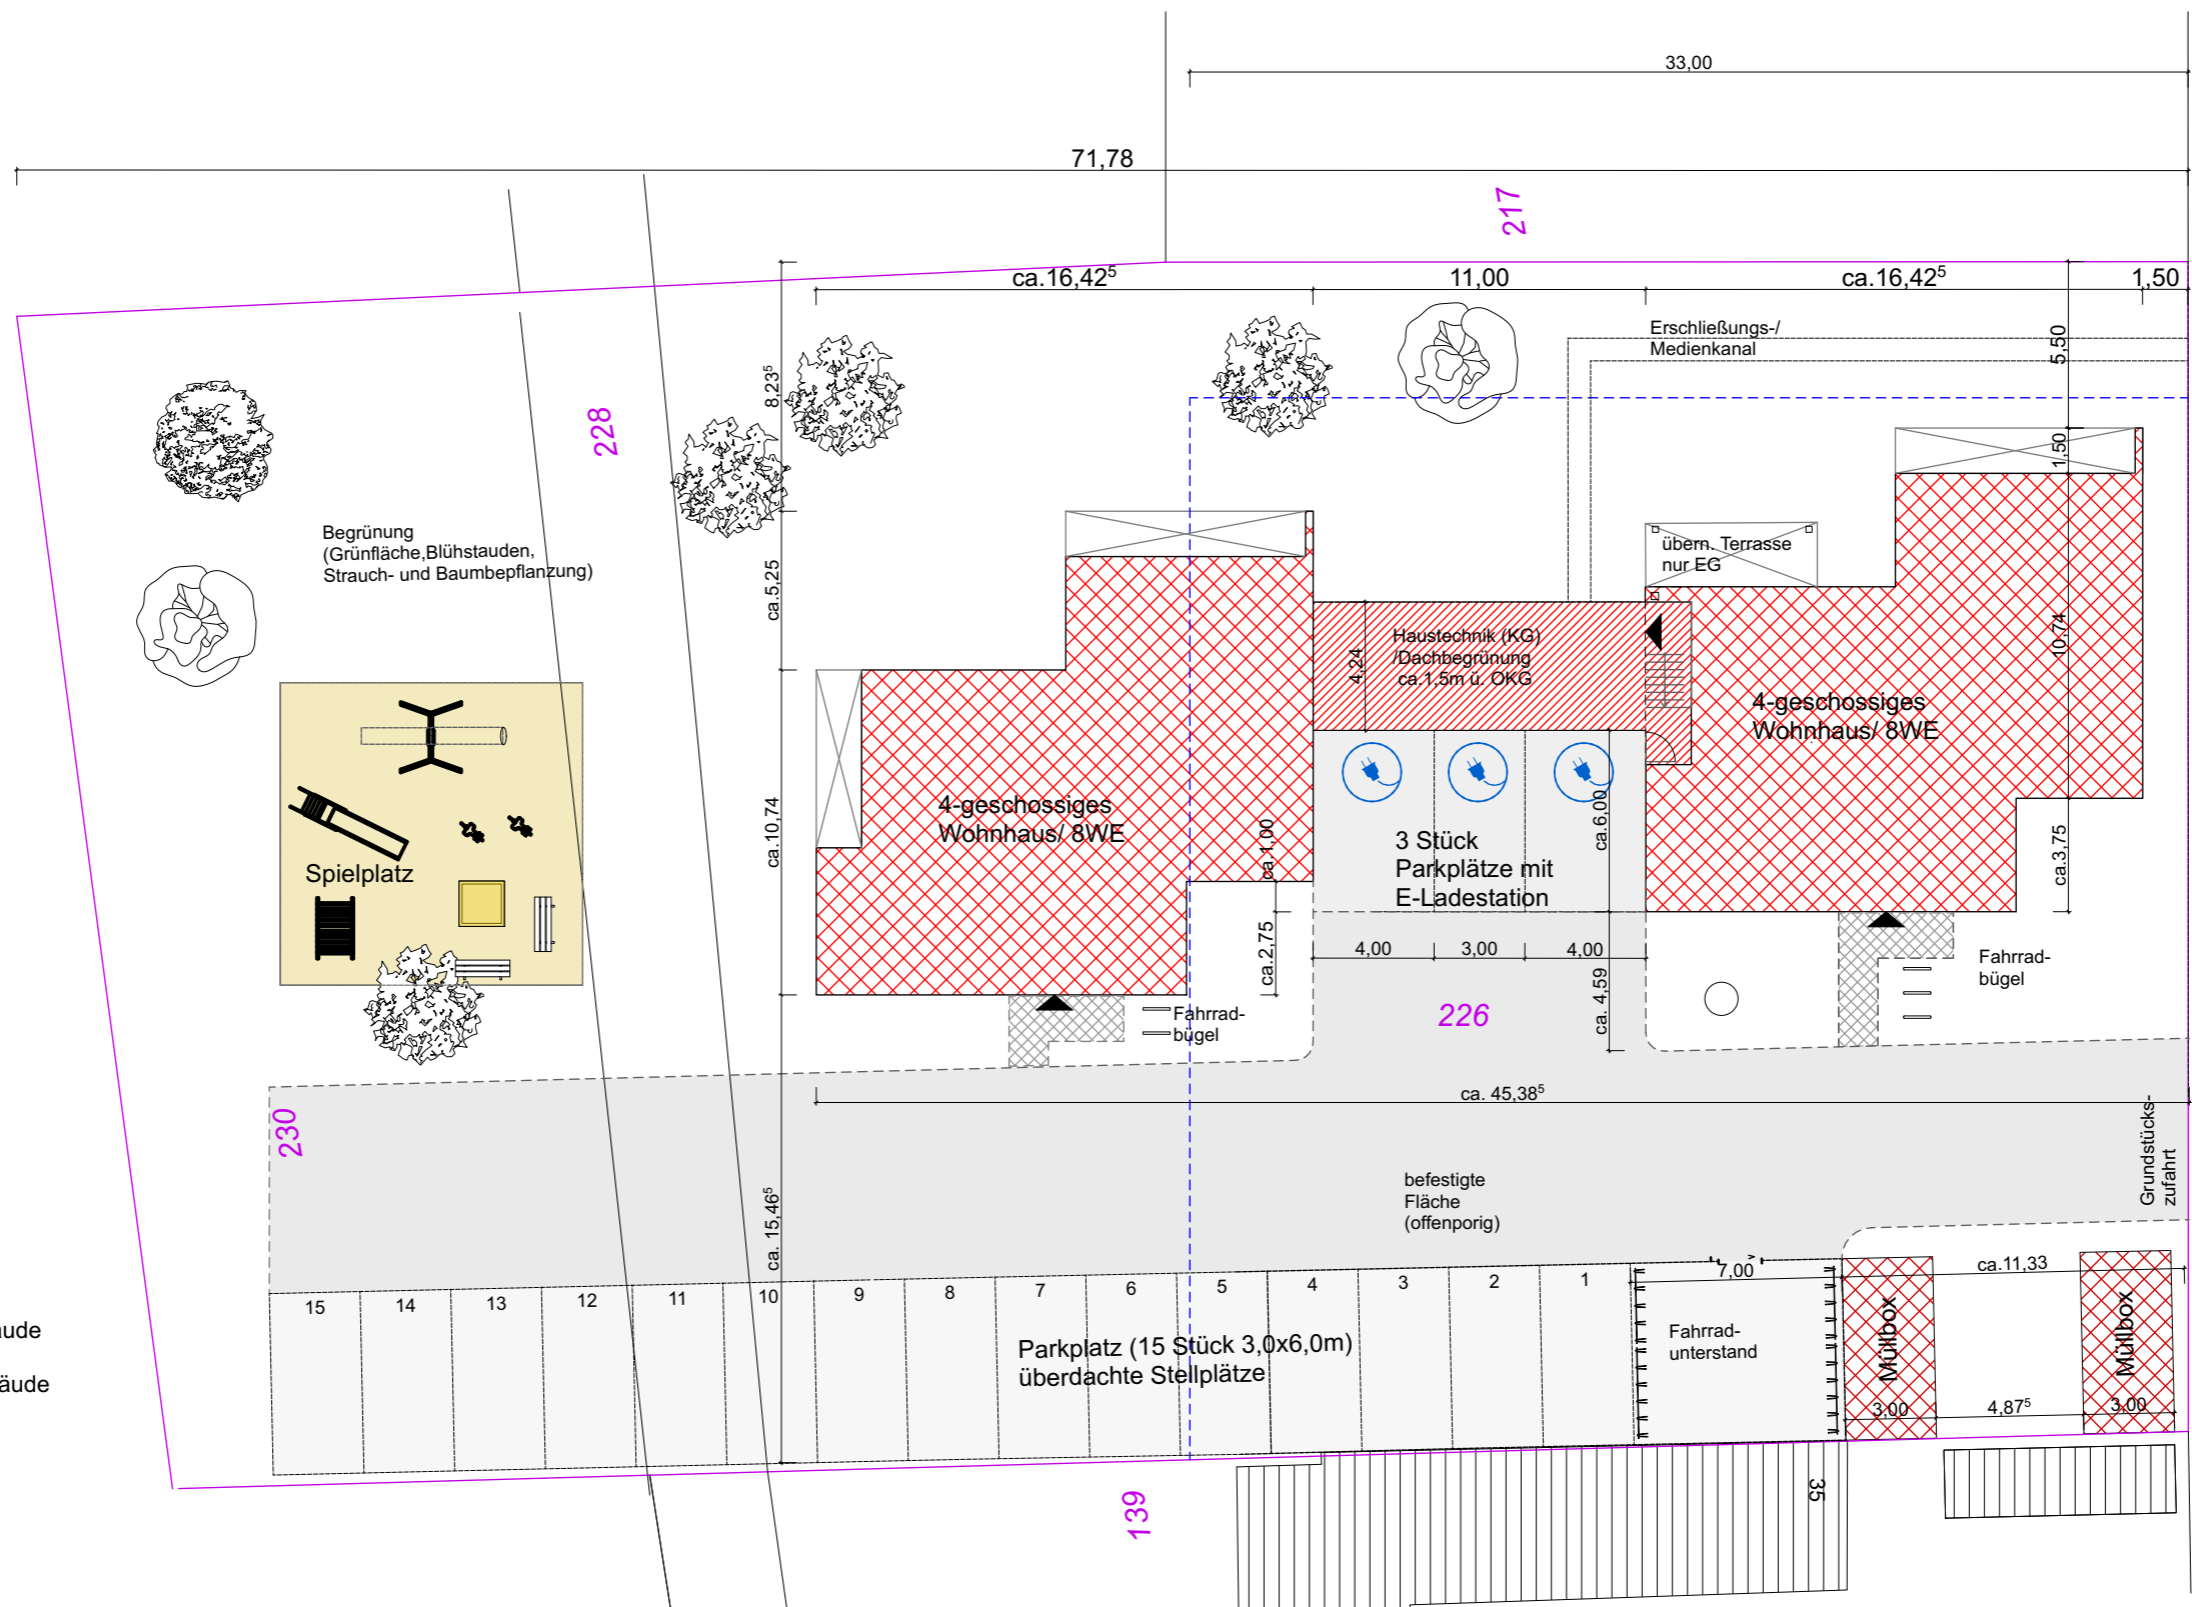 33,00
71,78
217
ca.16,42⁵
11,00
ca.16,42⁵
1,50
Erschließungs-/
Medienkanal
5,50
8,23⁵
228
1,50
Begrünung
(Grünfläche,Blühstauden,
Strauch- und Baumbepflanzung)
übern. Terrasse
nur EG
ca.5,25
Haustechnik (KG)
/Dachbegrünung
ca.1,5m ü. OKG
4,24
10,74
4-geschossiges
Wohnhaus/ 8WE
4-geschossiges
Wohnhaus/ 8WE
ca.10,74
ca.1,00
ca.6,00
3 Stück
Parkplätze mit
E-Ladestation
ca.3,75
Spielplatz
ca.2,75
4,00
3,00
4,00
ca. 4,59
Fahrrad-
bügel
226
Fahrrad-
bügel
ca. 45,38⁵
230
Grundstücks-
zufahrt
befestigte
Fläche
(offenporig)
ca. 15,46⁵
7,00
ca.11,33
15
14
13
12
11
10
9
8
7
6
5
4
3
2
1
Parkplatz (15 Stück 3,0x6,0m)
überdachte Stellplätze
Fahrrad-
unterstand
Müllbox
Müllbox
3,00
4,87⁵
3,00
aude
äude
139
35